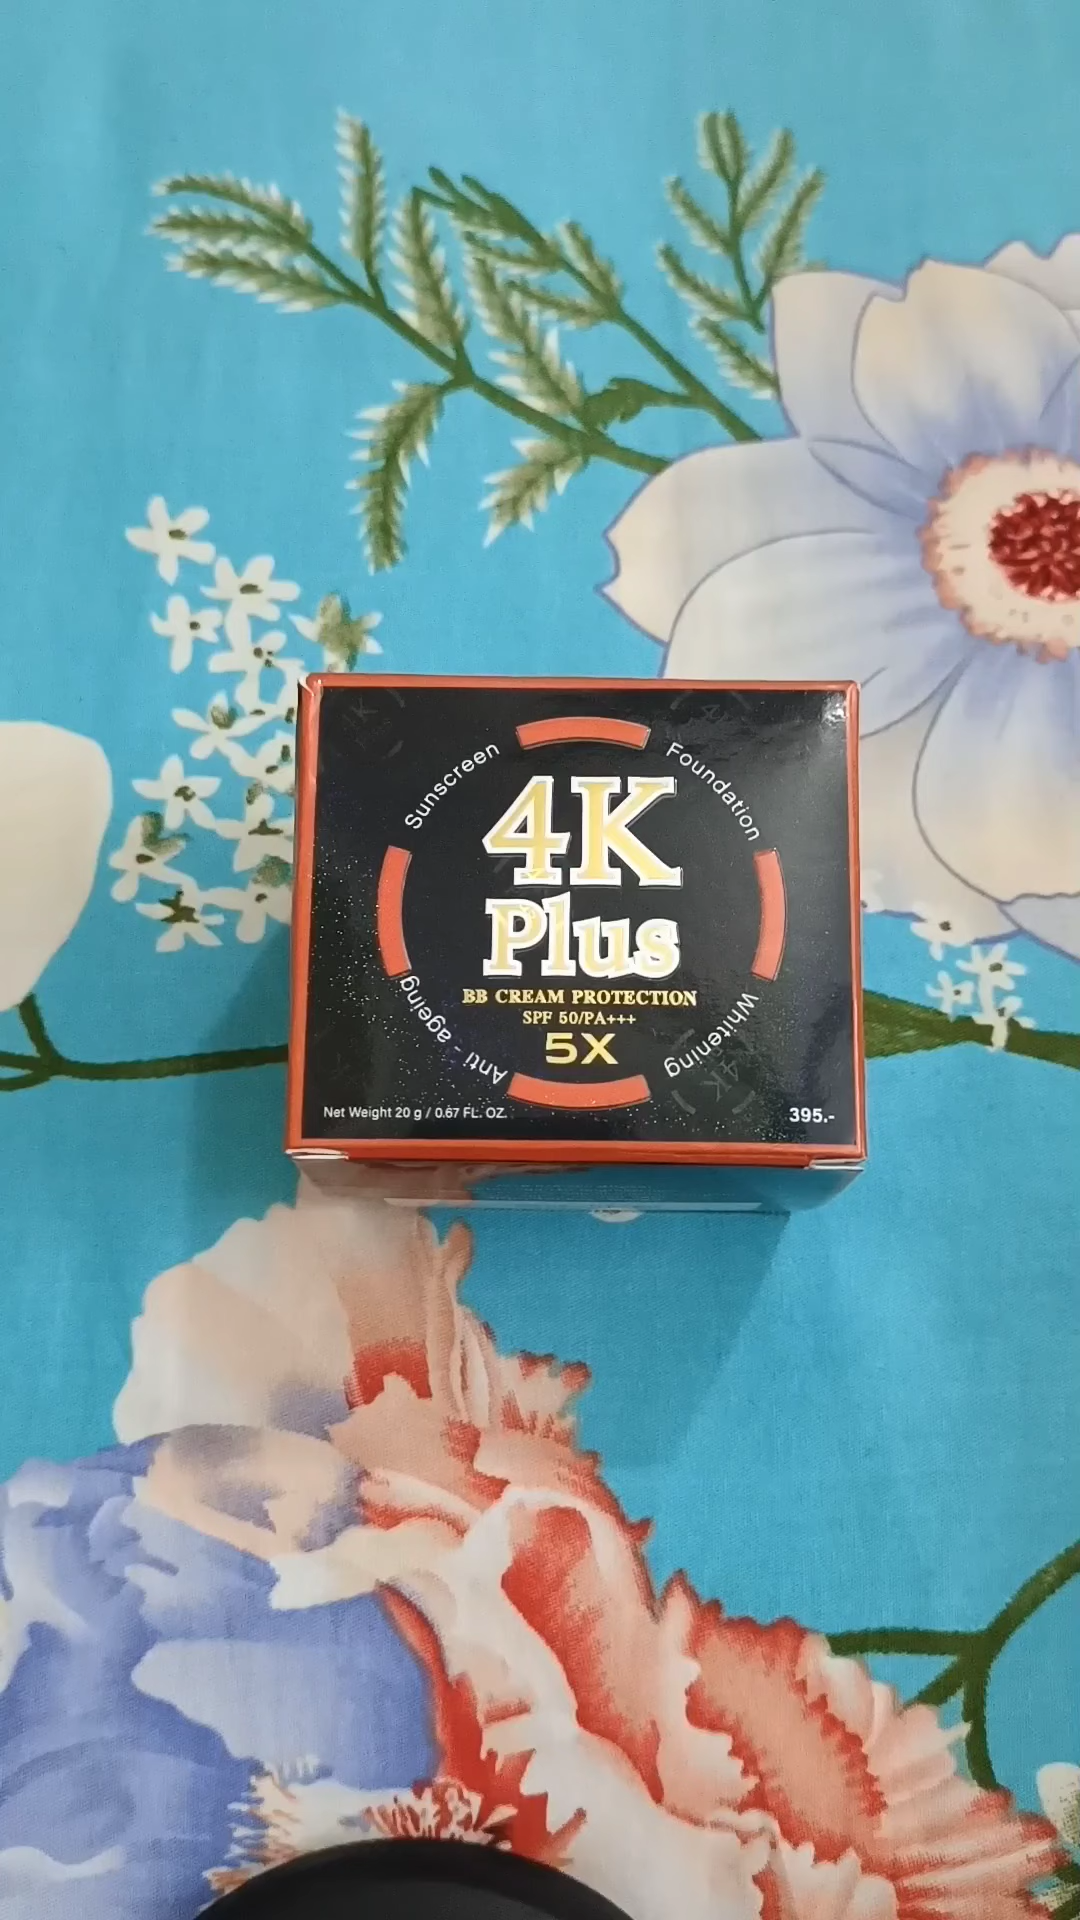 Sunscreen
Foundation
4K
Plus
BB CREAM PROTECTION
SPF 50/PA+++
5X
Anti - ageing
Whitening
Net Weight 20 g / 0.67 FL. OZ.
395.-
4K